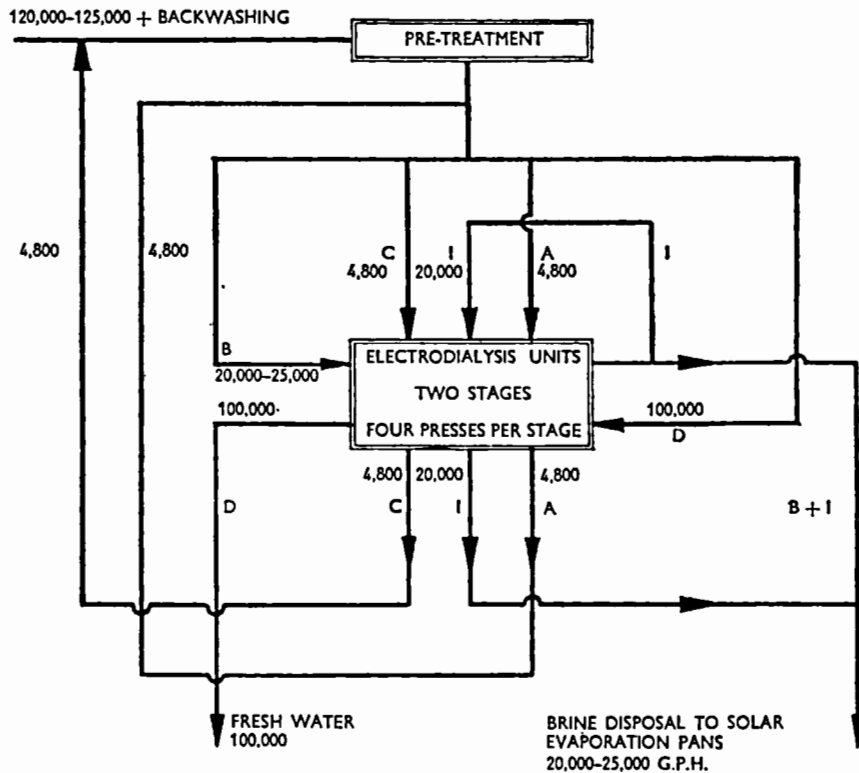 120,000–125,000 + BACKWASHING
PRE-TREATMENT
4,800
4,800
C
4,800
I
20,000
A
4,800
I
B
20,000–25,000
ELECTRODIALYSIS UNITS
TWO STAGES
FOUR PRESSES PER STAGE
100,000
D
100,000
D
4,800
20,000
4,800
C
I
A
B + I
FRESH WATER
100,000
BRINE DISPOSAL TO SOLAR
EVAPORATION PANS
20,000–25,000 G.P.H.